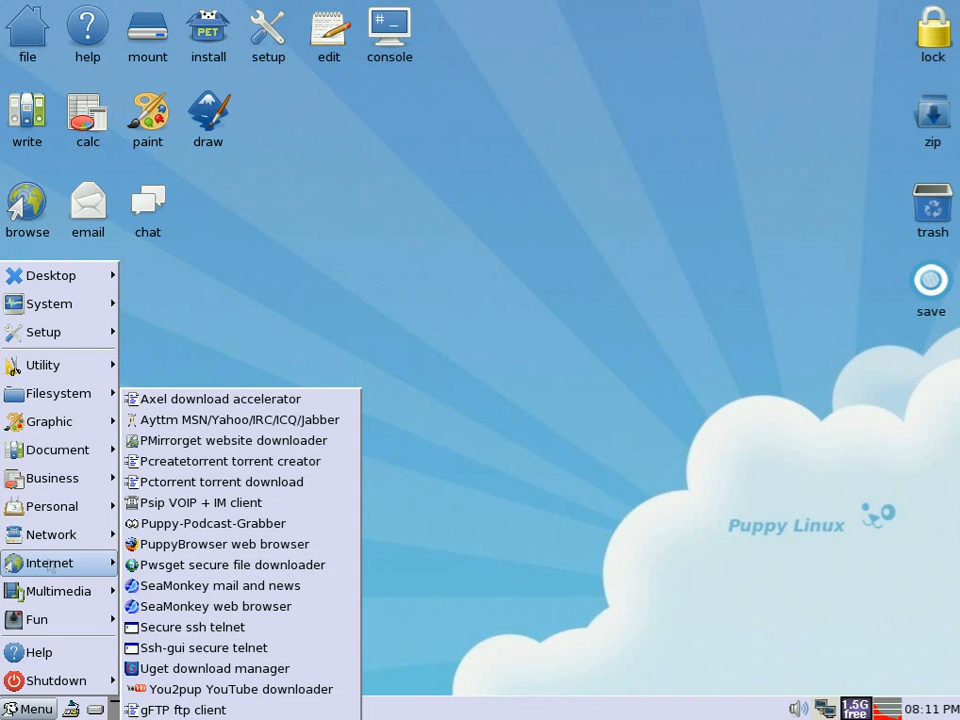 PET
# _
file
help
mount
install
setup
edit
console
lock
write
calc
paint
draw
zip
browse
email
chat
trash
save
Desktop
System
Setup
Utility
Filesystem
Graphic
Document
Business
Personal
Network
Internet
Multimedia
Fun
Help
Shutdown
Axel download accelerator
Ayttm MSN/Yahoo/IRC/ICQ/Jabber
PMirrorget website downloader
Pcreatetorrent torrent creator
Pctorrent torrent download
Psip VOIP + IM client
Puppy-Podcast-Grabber
PuppyBrowser web browser
Pwsget secure file downloader
SeaMonkey mail and news
SeaMonkey web browser
Secure ssh telnet
Ssh-gui secure telnet
Uget download manager
You2pup YouTube downloader
gFTP ftp client
Puppy Linux
Menu
1.5G
free
08:11 PM